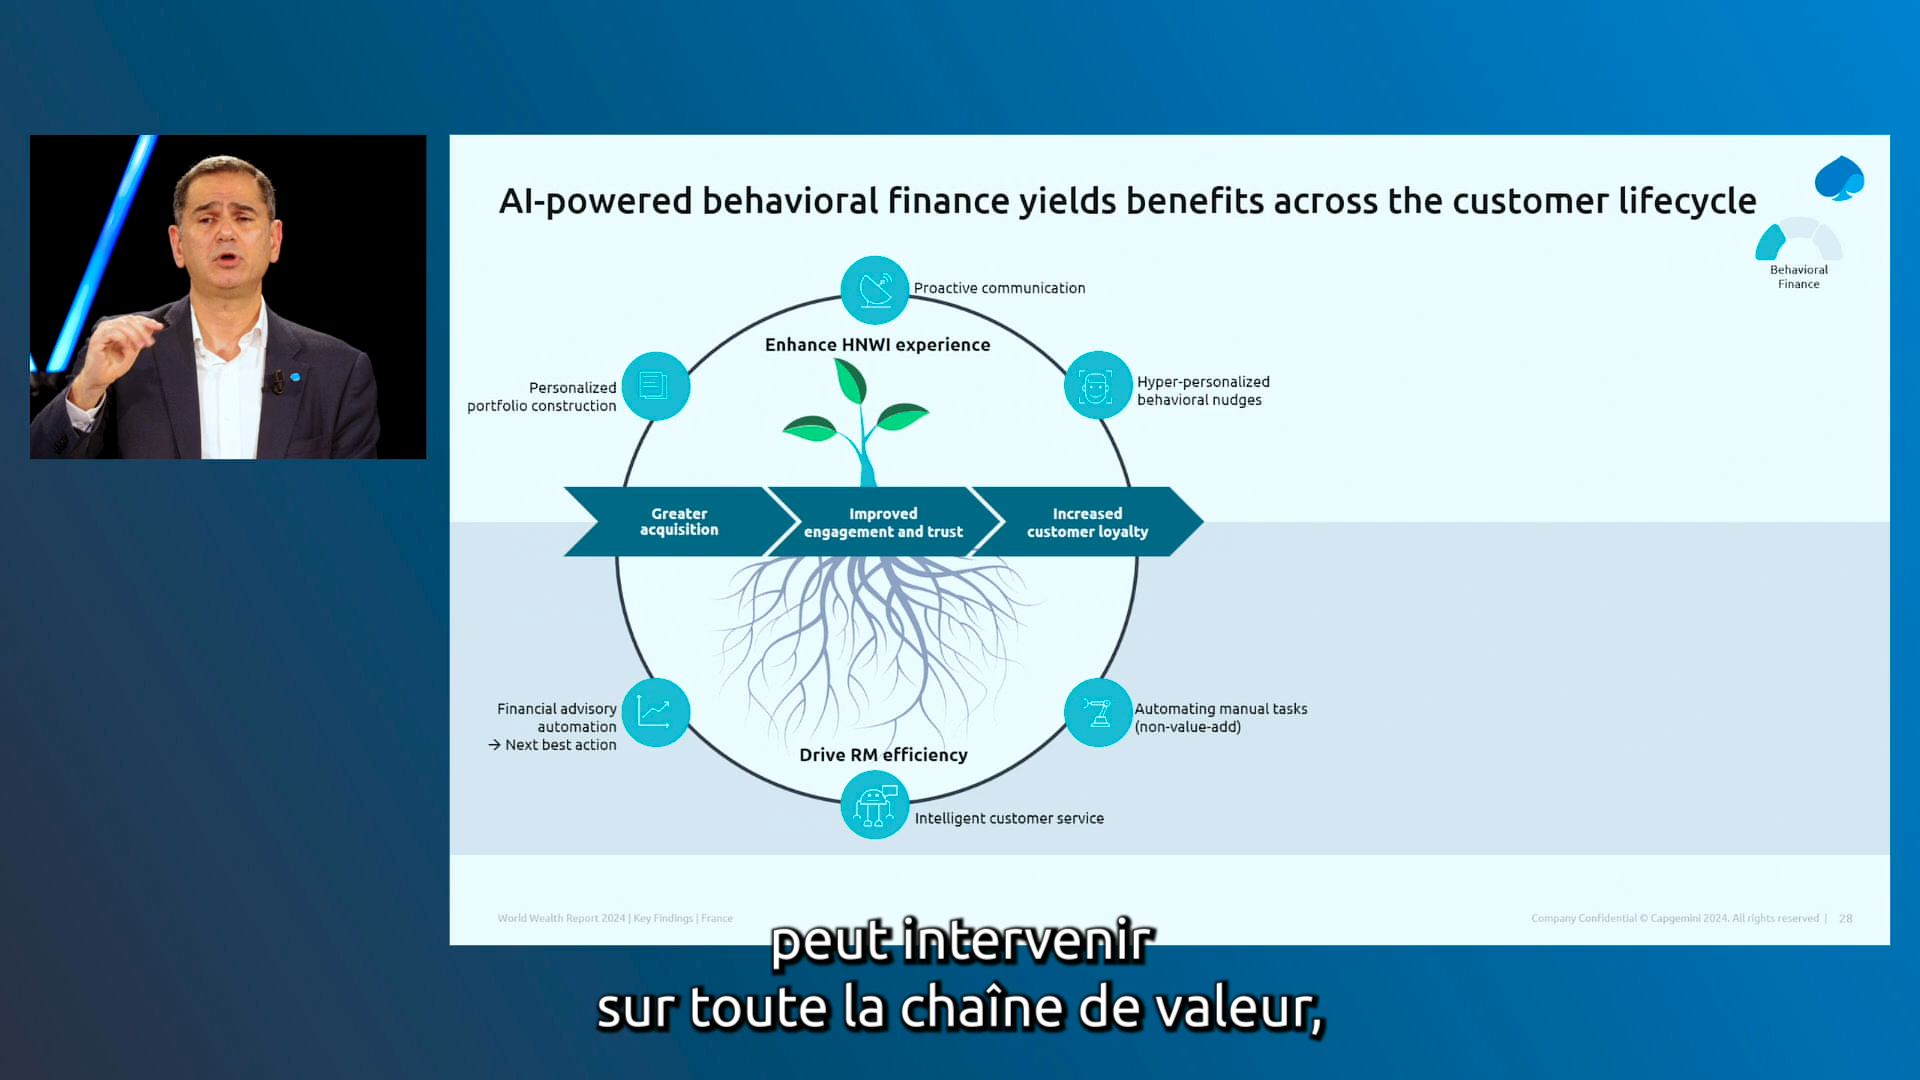 AI-powered behavioral finance yields benefits across the customer lifecycle
Behavioral
Finance
Proactive communication
Enhance HNWI experience
Personalized
portfolio construction
Hyper-personalized
behavioral nudges
Greater
acquisition
Improved
engagement and trust
Increased
customer loyalty
Financial advisory
automation
→ Next best action
Automating manual tasks
(non-value-add)
Drive RM efficiency
Intelligent customer service
World Wealth Report 2024 | Key Findings | France
Company Confidential © Capgemini 2024. All rights reserved | 28
peut intervenir
sur toute la chaîne de valeur,